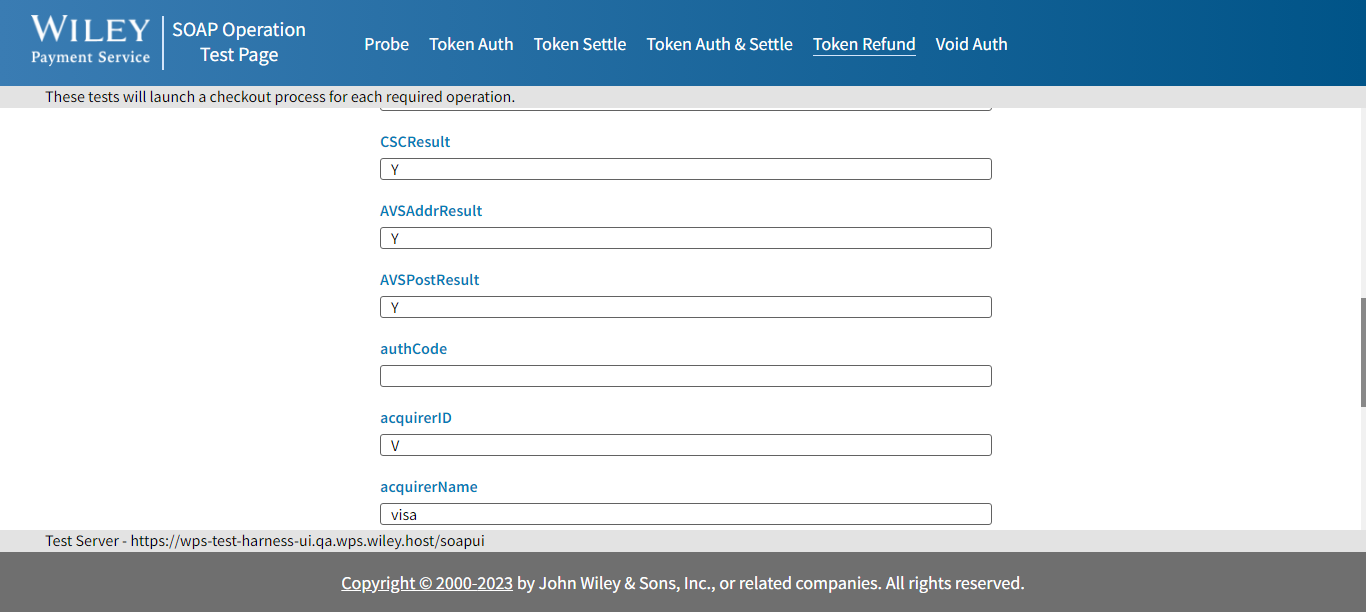 WILEY
Payment Service
SOAP Operation
Test Page
Probe Token Auth Token Settle Token Auth & Settle Token Refund Void Auth
These tests will launch a checkout process for each required operation.
CSCResult
Y
AVSAddrResult
Y
AVSPostResult
Y
authCode
acquirerID
V
acquirerName
visa
Test Server - https://wps-test-harness-ui.qa.wps.wiley.host/soapui
Copyright © 2000-2023 by John Wiley & Sons, Inc., or related companies. All rights reserved.